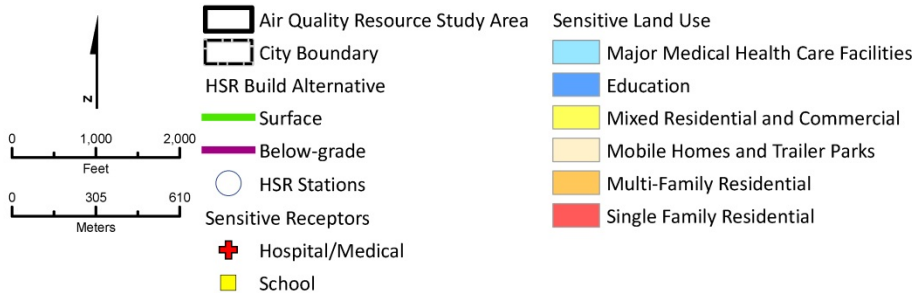 N
0 1,000 2,000
Feet
0 305 610
Meters
Air Quality Resource Study Area
City Boundary
HSR Build Alternative
Surface
Below-grade
HSR Stations
Sensitive Receptors
Hospital/Medical
School
Sensitive Land Use
Major Medical Health Care Facilities
Education
Mixed Residential and Commercial
Mobile Homes and Trailer Parks
Multi-Family Residential
Single Family Residential